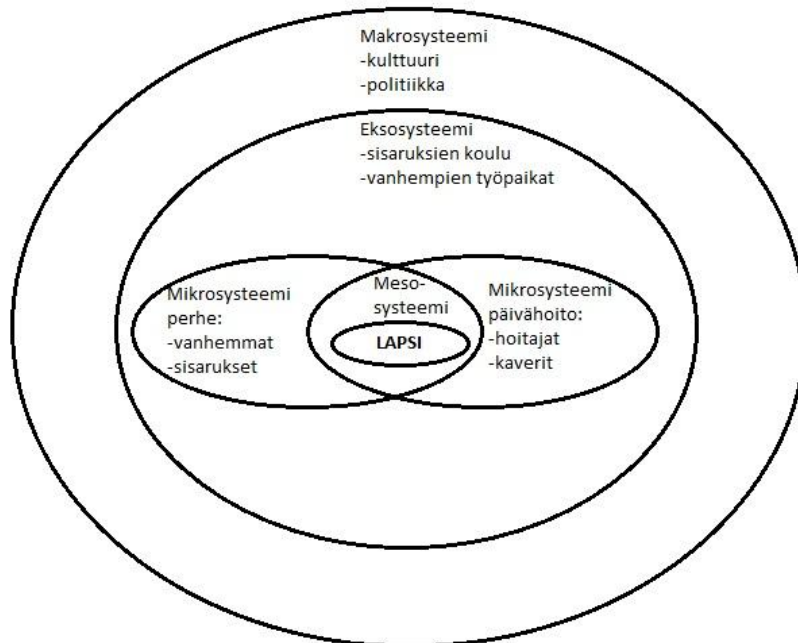 Makrosysteemi
-kulttuuri
-politiikka
Eksosysteemi
-sisaruksien koulu
-vanhempien työpaikat
Mikrosysteemi
perhe:
-vanhemmat
-sisarukset
Meso-
systeemi
LAPSI
Mikrosysteemi
päivähoito:
-hoitajat
-kaverit